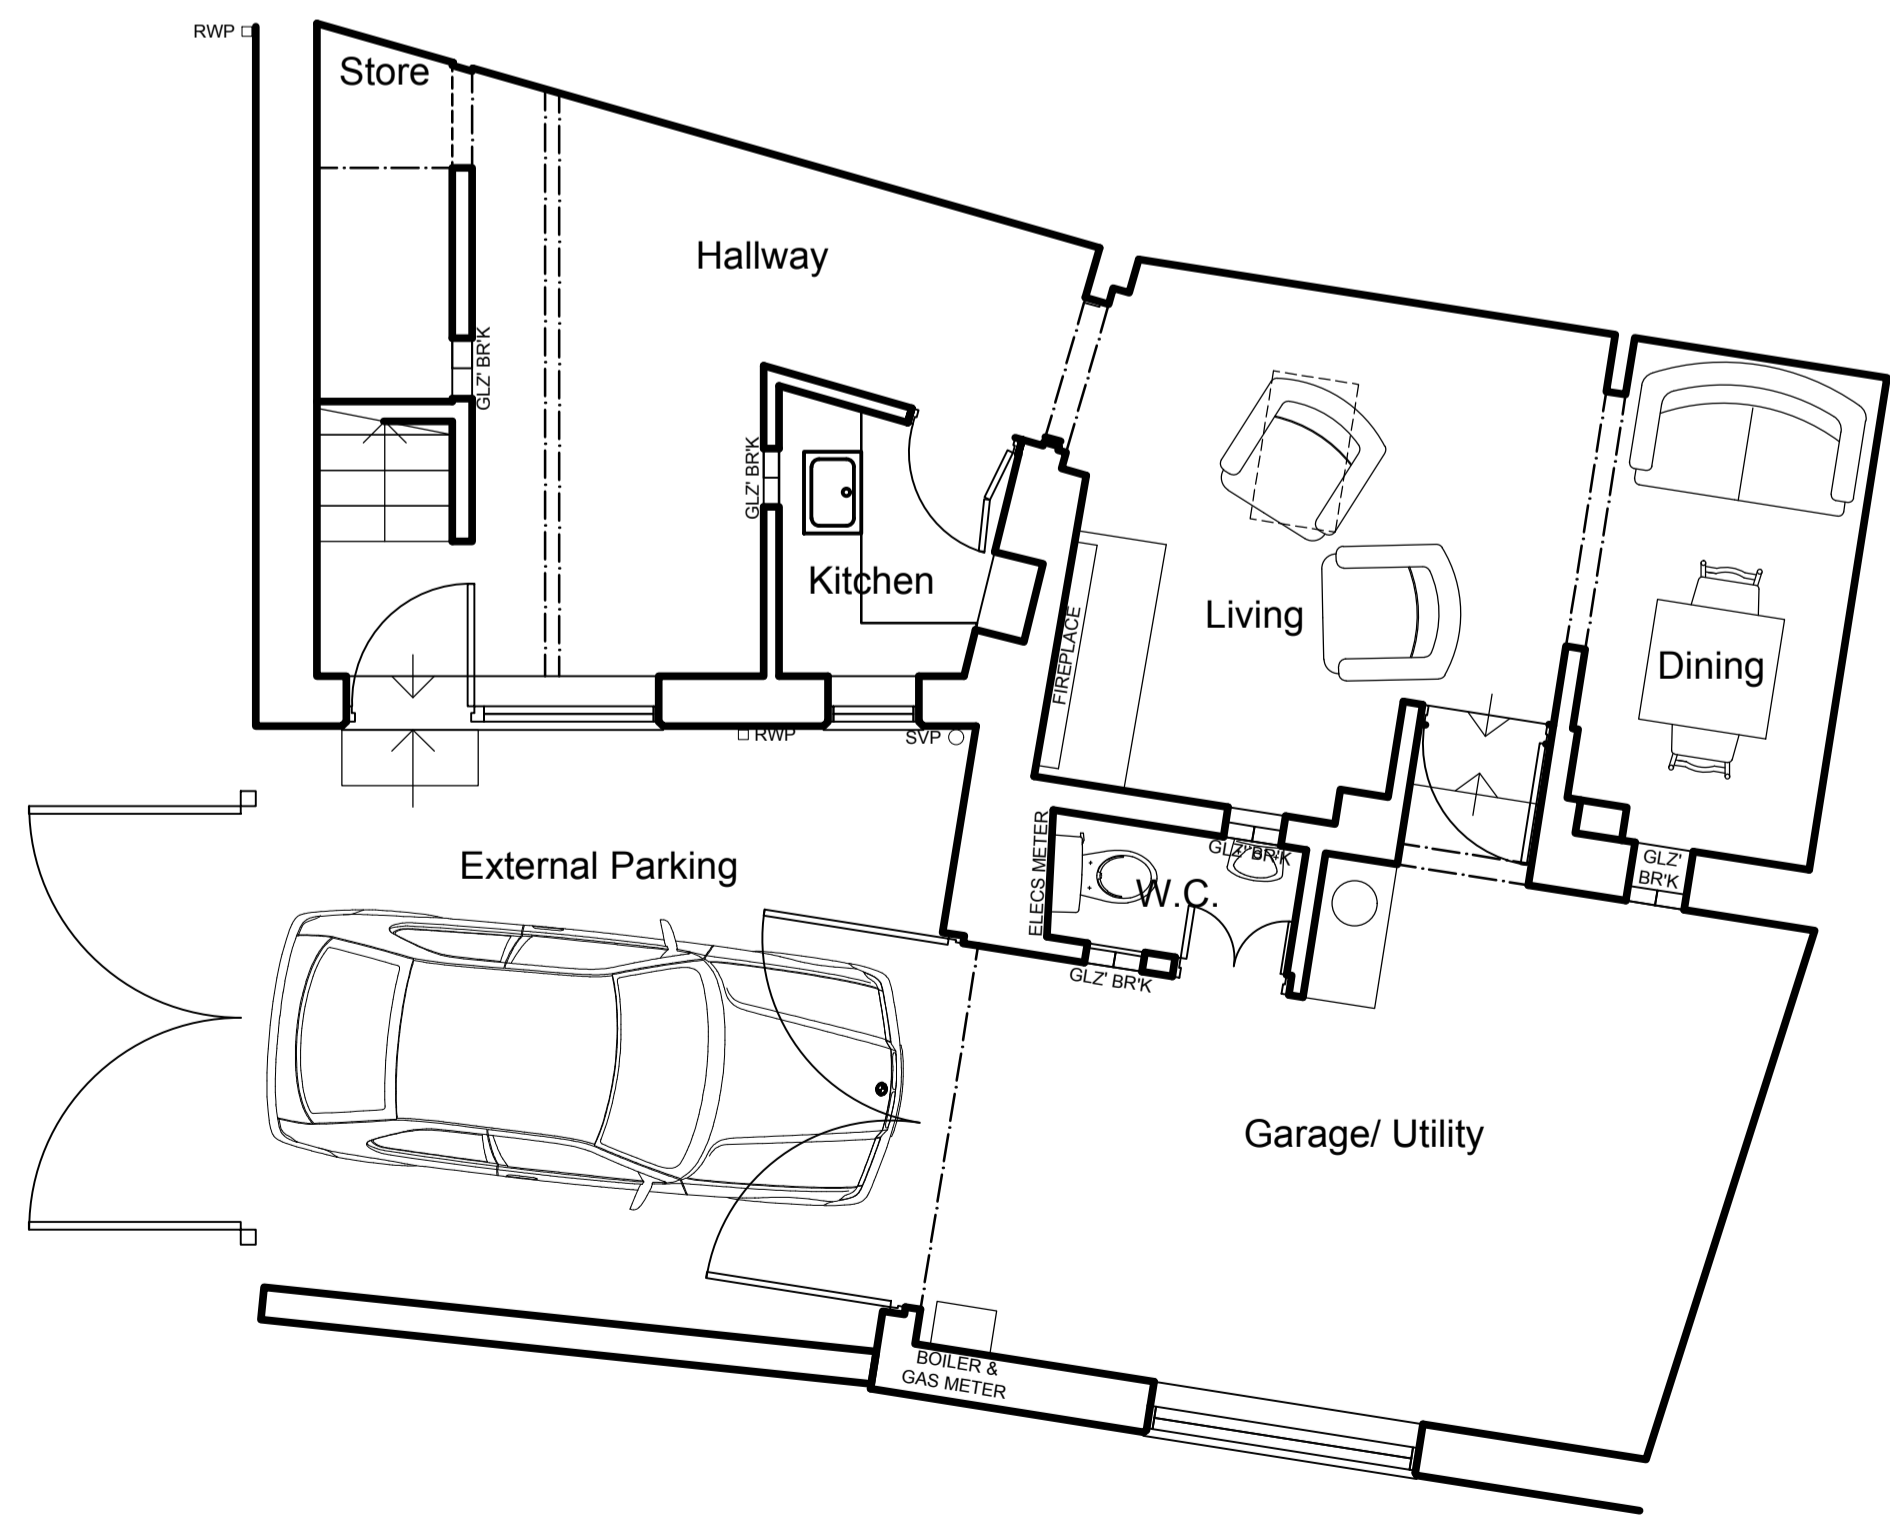 RWP
Store
Hallway
GLZ' BR'K
GLZ' BR'K
Kitchen
FIREPLACE
Living
Dining
RWP
SVP
External Parking
ELECS METER
GLZ' BR'K
W.C.
GLZ'
BR'K
GLZ' BR'K
Garage/ Utility
BOILER &
GAS METER